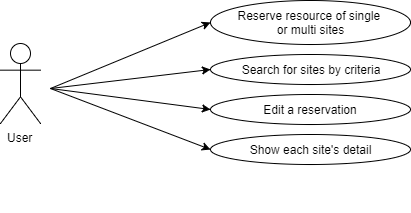 Reserve resource of single
or multi sites
Search for sites by criteria
Edit a reservation
Show each site's detail
User